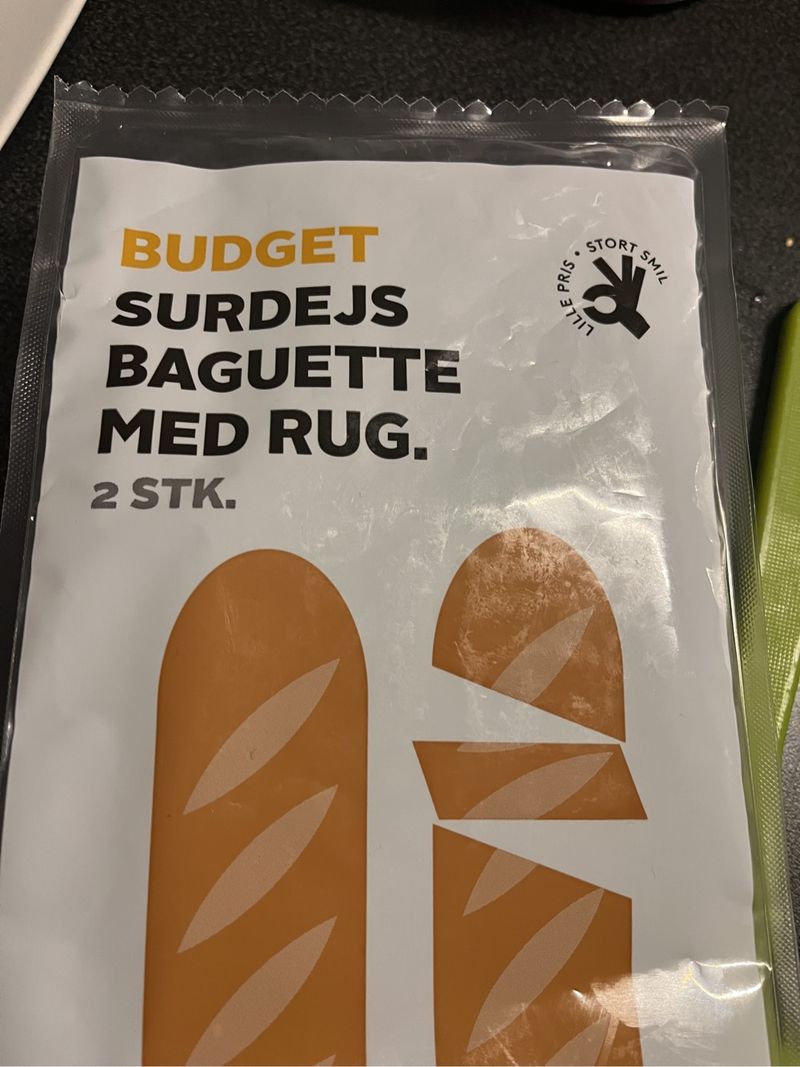 BUDGET
SURDEJS
BAGUETTE
MED RUG.
2 STK.
LILLE PRIS • STORT SMIL